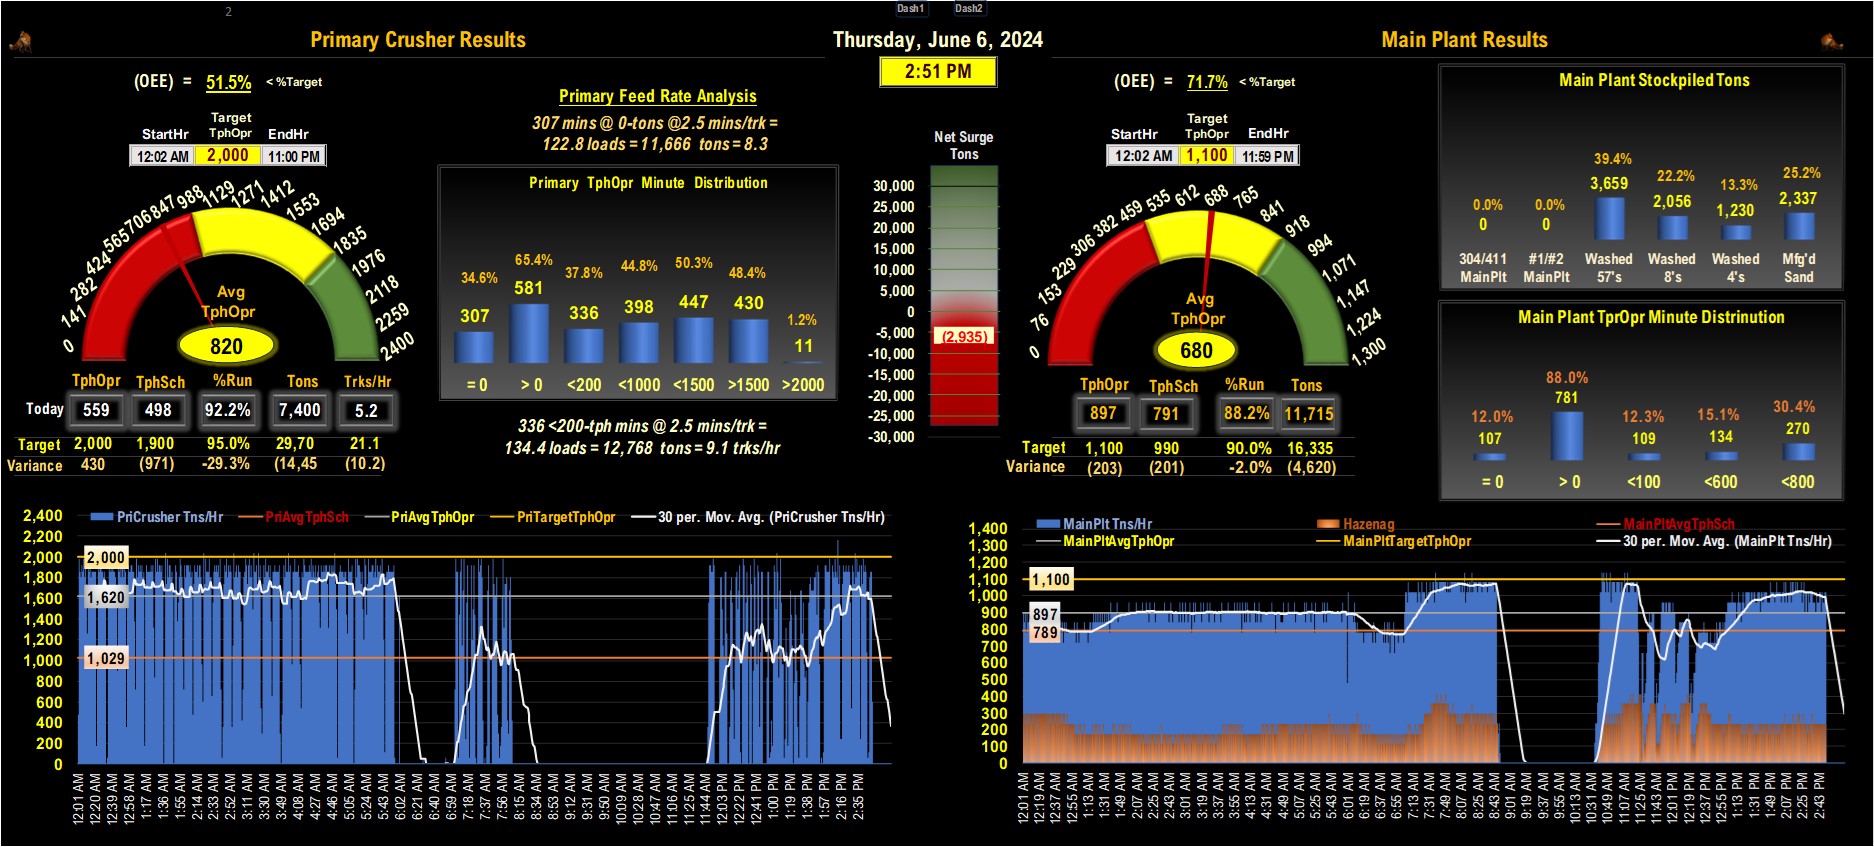 2
Dash1 Dash2
Primary Crusher Results
Thursday, June 6, 2024
Main Plant Results
2:51 PM
(OEE) = 51.5% < %Target
Target
StartHr TphOpr EndHr
12:02 AM 2,000 11:00 PM
0 141 282 424 565 706 847 988 1129 1271 1412 1553 1694 1835 1976 2118 2259 2400
Avg
TphOpr
820
TphOpr TphSch %Run Tons Trks/Hr
Today 559 498 92.2% 7,400 5.2
Target 2,000 1,900 95.0% 29,70 21.1
Variance 430 (971) -29.3% (14,45 (10.2)
Primary Feed Rate Analysis
307 mins @ 0-tons @2.5 mins/trk =
122.8 loads = 11,666 tons = 8.3
Primary TphOpr Minute Distribution
34.6% 65.4% 37.8% 44.8% 50.3% 48.4% 1.2%
307 581 336 398 447 430 11
= 0 > 0 <200 <1000 <1500 >1500 >2000
336 <200-tph mins @ 2.5 mins/trk =
134.4 loads = 12,768 tons = 9.1 trks/hr
Net Surge
Tons
30,000
25,000
20,000
15,000
10,000
5,000
0
-5,000
-10,000
-15,000
-20,000
-25,000
-30,000
(2,935)
(OEE) = 71.7% < %Target
Target
StartHr TphOpr EndHr
12:02 AM 1,100 11:59 PM
0 76 153 229 306 382 459 535 612 688 765 841 918 994 1,071 1,147 1,224 1,300
Avg
TphOpr
680
TphOpr TphSch %Run Tons
897 791 88.2% 11,715
Target 1,100 990 90.0% 16,335
Variance (203) (201) -2.0% (4,620)
Main Plant Stockpiled Tons
0.0% 0.0% 39.4% 22.2% 13.3% 25.2%
0 0 3,659 2,056 1,230 2,337
304/411 #1/#2 Washed Washed Washed Mfg'd
MainPlt MainPlt 57's 8's 4's Sand
Main Plant TprOpr Minute Distrinution
12.0% 88.0% 12.3% 15.1% 30.4%
107 781 109 134 270
= 0 > 0 <100 <600 <800
PriCrusher Tns/Hr PriAvgTphSch PriAvgTphOpr PriTargetTphOpr 30 per. Mov. Avg. (PriCrusher Tns/Hr)
2,400
2,200
2,000
1,800
1,600
1,400
1,200
1,000
800
600
400
200
0
2,000
1,620
1,029
12:01 AM 12:20 AM 12:39 AM 12:58 AM 1:17 AM 1:36 AM 1:55 AM 2:14 AM 2:33 AM 2:52 AM 3:11 AM 3:30 AM 3:49 AM 4:08 AM 4:27 AM 4:46 AM 5:05 AM 5:24 AM 5:43 AM 6:02 AM 6:21 AM 6:40 AM 6:59 AM 7:18 AM 7:37 AM 7:56 AM 8:15 AM 8:34 AM 8:53 AM 9:12 AM 9:31 AM 9:50 AM 10:09 AM 10:28 AM 10:47 AM 11:06 AM 11:25 AM 11:44 AM 12:03 PM 12:22 PM 12:41 PM 1:00 PM 1:19 PM 1:38 PM 1:57 PM 2:16 PM 2:35 PM
MainPlt Tns/Hr Hazenag MainPltAvgTphSch
MainPltAvgTphOpr MainPltTargetTphOpr 30 per. Mov. Avg. (MainPlt Tns/Hr)
1,400
1,300
1,200
1,100
1,000
900
800
700
600
500
400
300
200
100
0
1,100
897
789
12:01 AM 12:19 AM 12:37 AM 12:55 AM 1:13 AM 1:31 AM 1:49 AM 2:07 AM 2:25 AM 2:43 AM 3:01 AM 3:19 AM 3:37 AM 3:55 AM 4:13 AM 4:31 AM 4:49 AM 5:07 AM 5:25 AM 5:43 AM 6:01 AM 6:19 AM 6:37 AM 6:55 AM 7:13 AM 7:31 AM 7:49 AM 8:07 AM 8:25 AM 8:43 AM 9:01 AM 9:19 AM 9:37 AM 9:55 AM 10:13 AM 10:31 AM 10:49 AM 11:07 AM 11:25 AM 11:43 AM 12:01 PM 12:19 PM 12:37 PM 12:55 PM 1:13 PM 1:31 PM 1:49 PM 2:07 PM 2:25 PM 2:43 PM